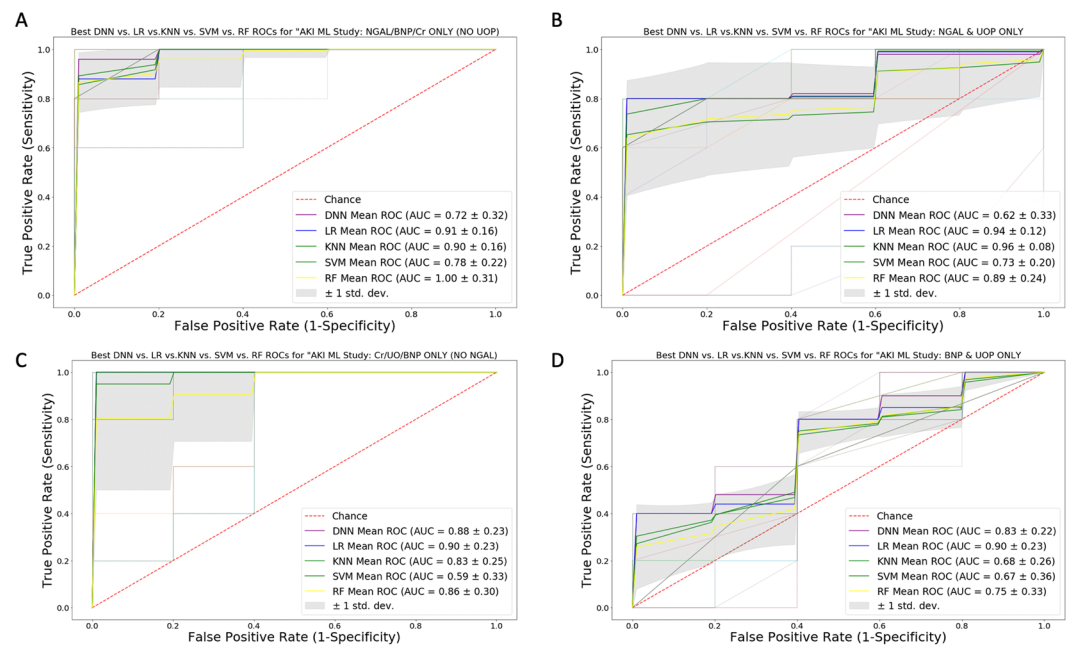 A
Best DNN vs. LR vs.KNN vs. SVM vs. RF ROCs for "AKI ML Study: NGAL/BNP/Cr ONLY (NO UOP)
1.0
0.8
0.6
0.4
0.2
0.0
True Positive Rate (Sensitivity)
Chance
DNN Mean ROC (AUC = 0.72 ± 0.32)
LR Mean ROC (AUC = 0.91 ± 0.16)
KNN Mean ROC (AUC = 0.90 ± 0.16)
SVM Mean ROC (AUC = 0.78 ± 0.22)
RF Mean ROC (AUC = 1.00 ± 0.31)
± 1 std. dev.
0.0 0.2 0.4 0.6 0.8 1.0
False Positive Rate (1-Specificity)
B
Best DNN vs. LR vs.KNN vs. SVM vs. RF ROCs for "AKI ML Study: NGAL & UOP ONLY
1.0
0.8
0.6
0.4
0.2
0.0
True Positive Rate (Sensitivity)
Chance
DNN Mean ROC (AUC = 0.62 ± 0.33)
LR Mean ROC (AUC = 0.94 ± 0.12)
KNN Mean ROC (AUC = 0.96 ± 0.08)
SVM Mean ROC (AUC = 0.73 ± 0.20)
RF Mean ROC (AUC = 0.89 ± 0.24)
± 1 std. dev.
0.0 0.2 0.4 0.6 0.8 1.0
False Positive Rate (1-Specificity)
C
Best DNN vs. LR vs.KNN vs. SVM vs. RF ROCs for "AKI ML Study: Cr/UO/BNP ONLY (NO NGAL)
1.0
0.8
0.6
0.4
0.2
0.0
True Positive Rate (Sensitivity)
Chance
DNN Mean ROC (AUC = 0.88 ± 0.23)
LR Mean ROC (AUC = 0.90 ± 0.23)
KNN Mean ROC (AUC = 0.83 ± 0.25)
SVM Mean ROC (AUC = 0.59 ± 0.33)
RF Mean ROC (AUC = 0.86 ± 0.30)
± 1 std. dev.
0.0 0.2 0.4 0.6 0.8 1.0
False Positive Rate (1-Specificity)
D
Best DNN vs. LR vs.KNN vs. SVM vs. RF ROCs for "AKI ML Study: BNP & UOP ONLY
1.0
0.8
0.6
0.4
0.2
0.0
True Positive Rate (Sensitivity)
Chance
DNN Mean ROC (AUC = 0.83 ± 0.22)
LR Mean ROC (AUC = 0.90 ± 0.23)
KNN Mean ROC (AUC = 0.68 ± 0.26)
SVM Mean ROC (AUC = 0.67 ± 0.36)
RF Mean ROC (AUC = 0.75 ± 0.33)
± 1 std. dev.
0.0 0.2 0.4 0.6 0.8 1.0
False Positive Rate (1-Specificity)